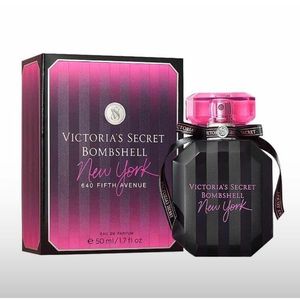 VICTORIA'S SECRET
BOMBSHELL
New York
640 FIFTH AVENUE
EAU DE PARFUM
e 50 ml/1.7 fl oz
VICTORIA'S SECRET
BOMBSHELL
New York